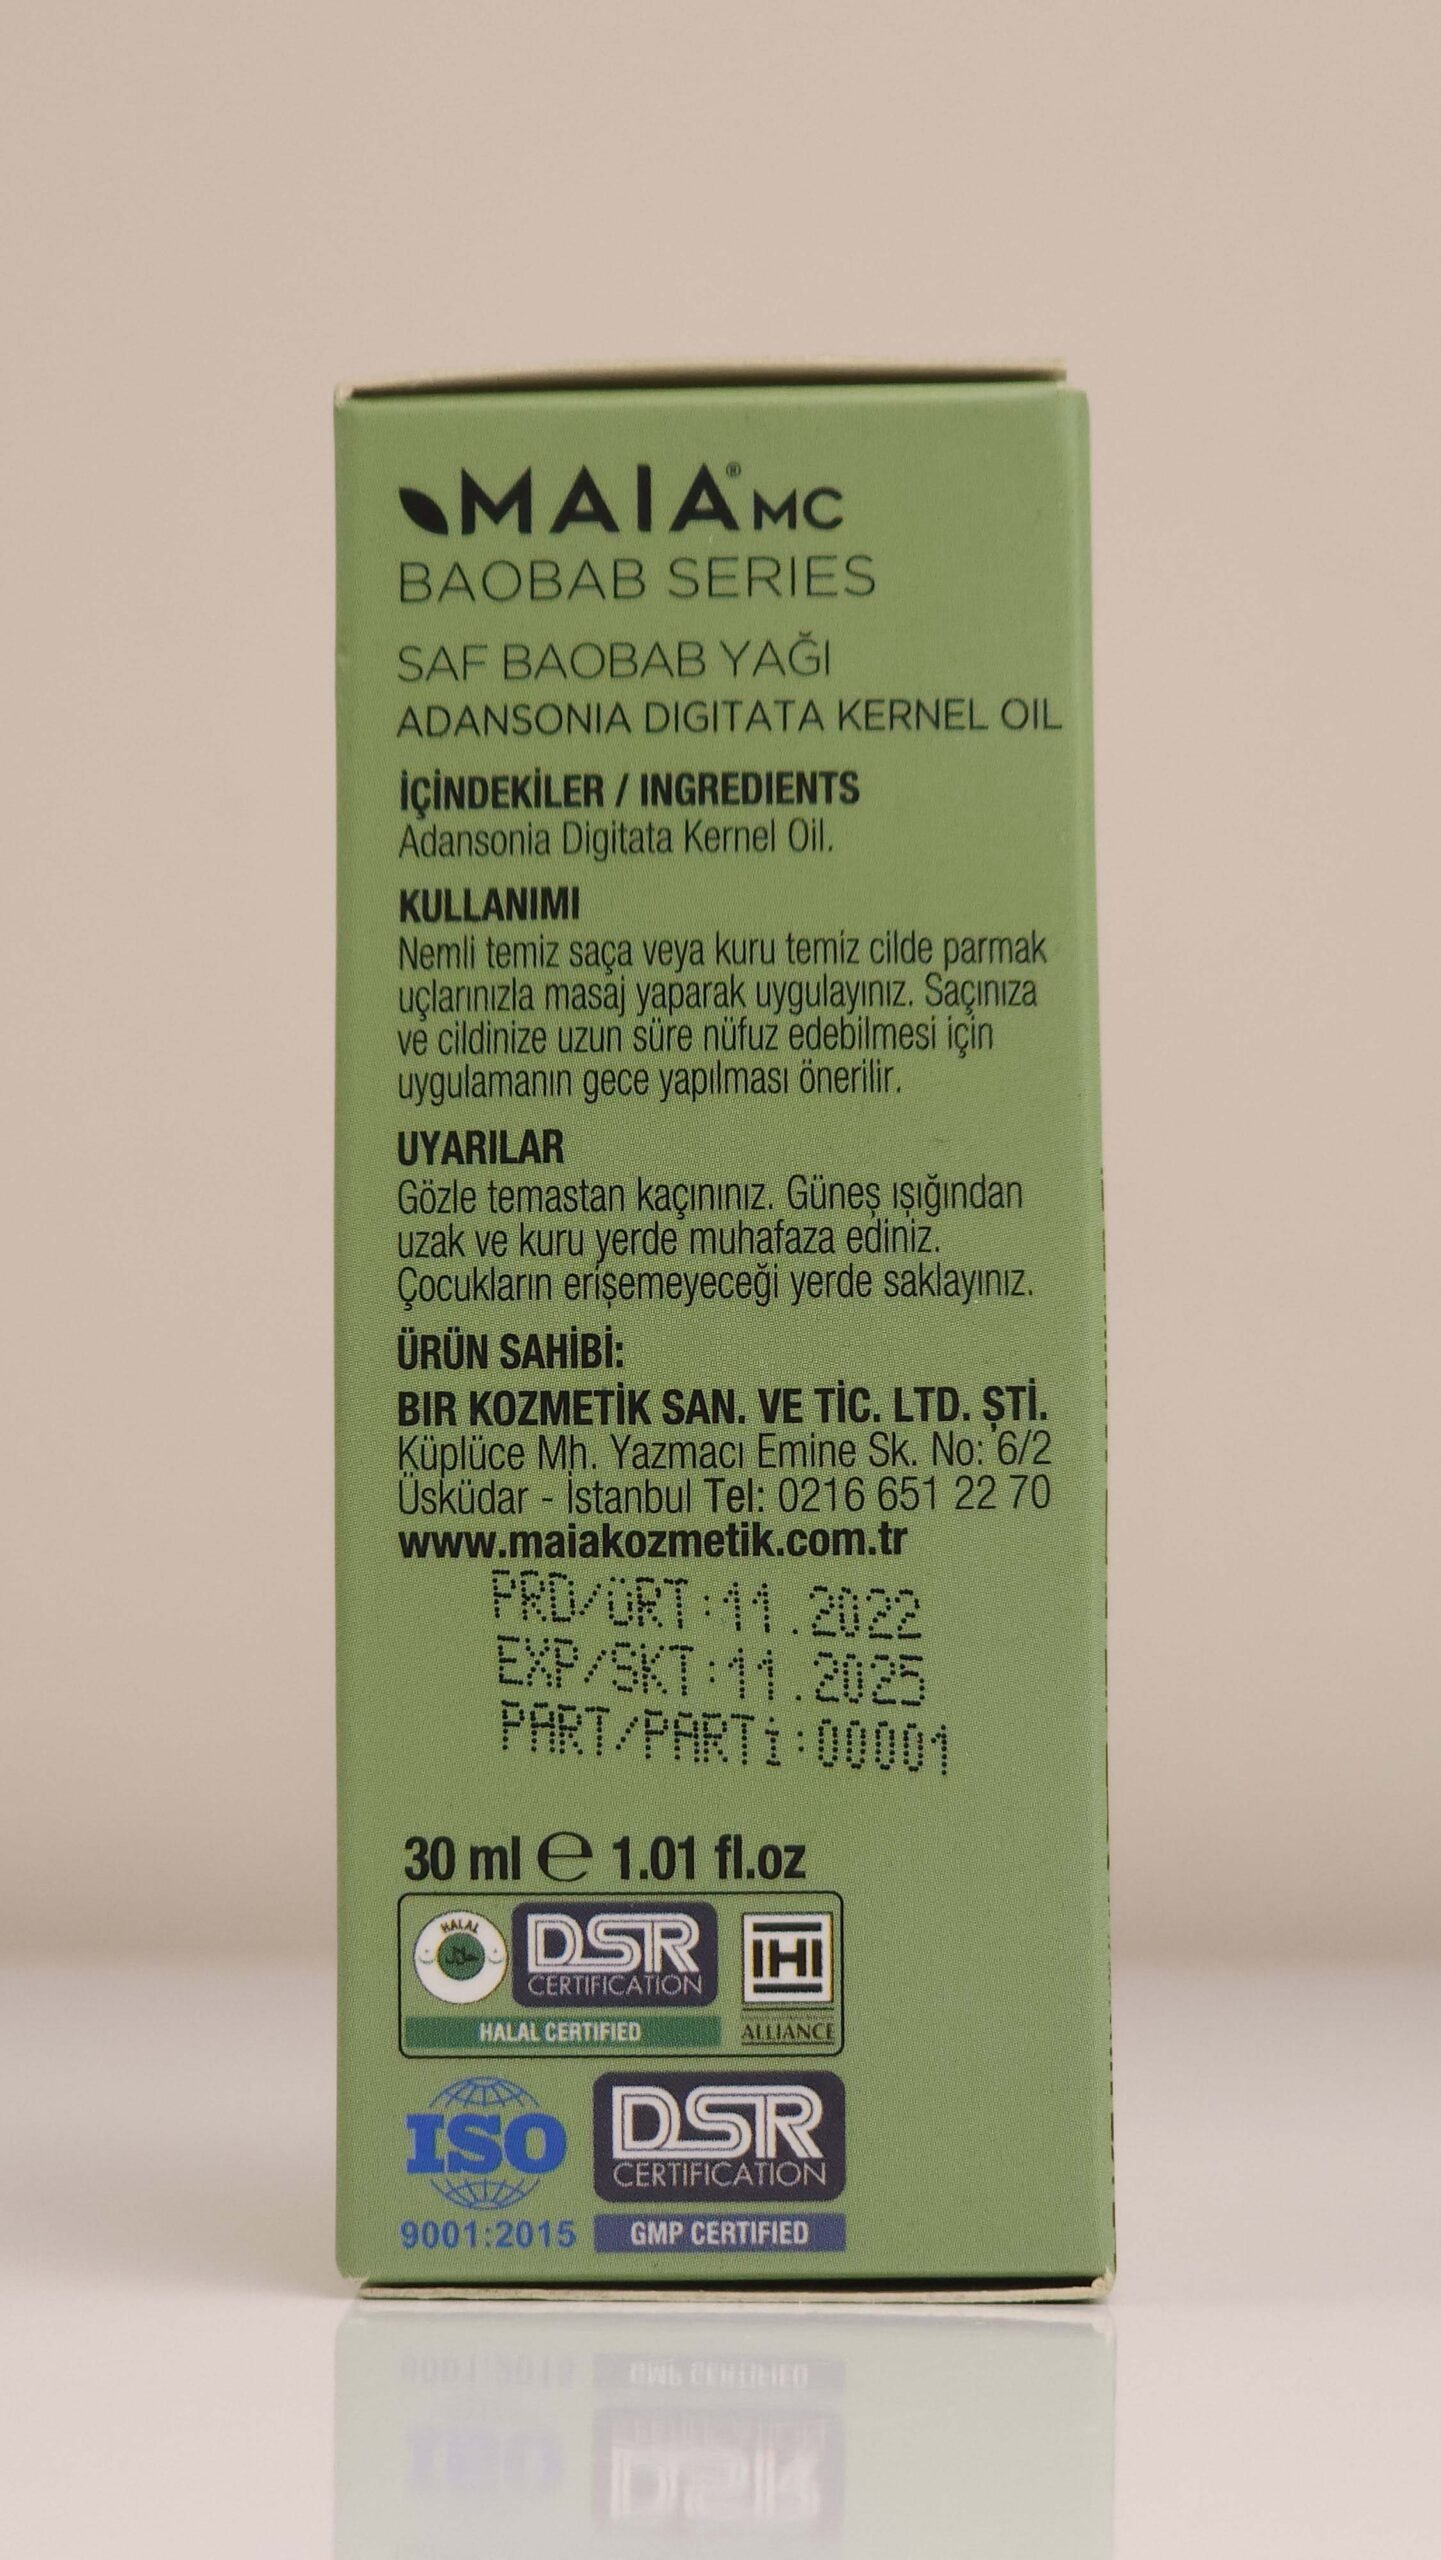 MAIA® MC
BAOBAB SERIES
SAF BAOBAB YAĞI
ADANSONIA DIGITATA KERNEL OIL
İÇİNDEKİLER / INGREDIENTS
Adansonia Digitata Kernel Oil.
KULLANIMI
Nemli temiz saça veya kuru temiz cilde parmak
uçlarınızla masaj yaparak uygulayınız. Saçınıza
ve cildinize uzun süre nüfuz edebilmesi için
uygulamanın gece yapılması önerilir.
UYARILAR
Gözle temastan kaçınınız. Güneş ışığından
uzak ve kuru yerde muhafaza ediniz.
Çocukların erişemeyeceği yerde saklayınız.
ÜRÜN SAHİBİ:
BIR KOZMETİK SAN. VE TİC. LTD. ŞTİ.
Küplüce Mh. Yazmacı Emine Sk. No: 6/2
Üsküdar - İstanbul Tel: 0216 651 22 70
www.maiakozmetik.com.tr
PRD/ÜRT:11.2022
EXP/SKT:11.2025
PART/PARTİ:00001
30 ml ℮ 1.01 fl.oz
HALAL
حلال
DSR
CERTIFICATION
HALAL CERTIFIED
IHI
ALLIANCE
ISO
9001:2015
DSR
CERTIFICATION
GMP CERTIFIED